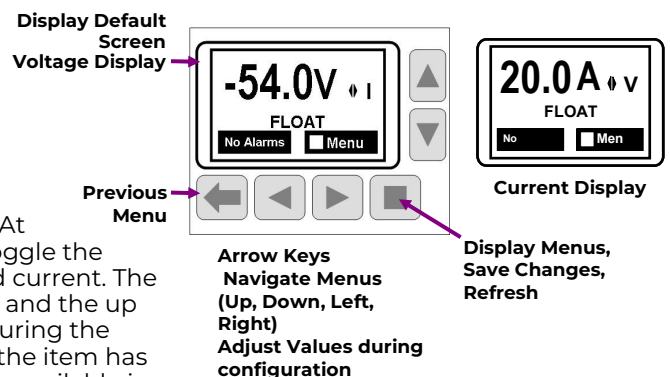 Display Default
Screen
Voltage Display
-54.0V I
FLOAT
No Alarms Menu
20.0A V
FLOAT
No Men
Current Display
Previous
Menu
At
oggle the
d current. The
and the up
uring the
the item has
Arrow Keys
Navigate Menus
(Up, Down, Left,
Right)
Adjust Values during
configuration
Display Menus,
Save Changes,
Refresh